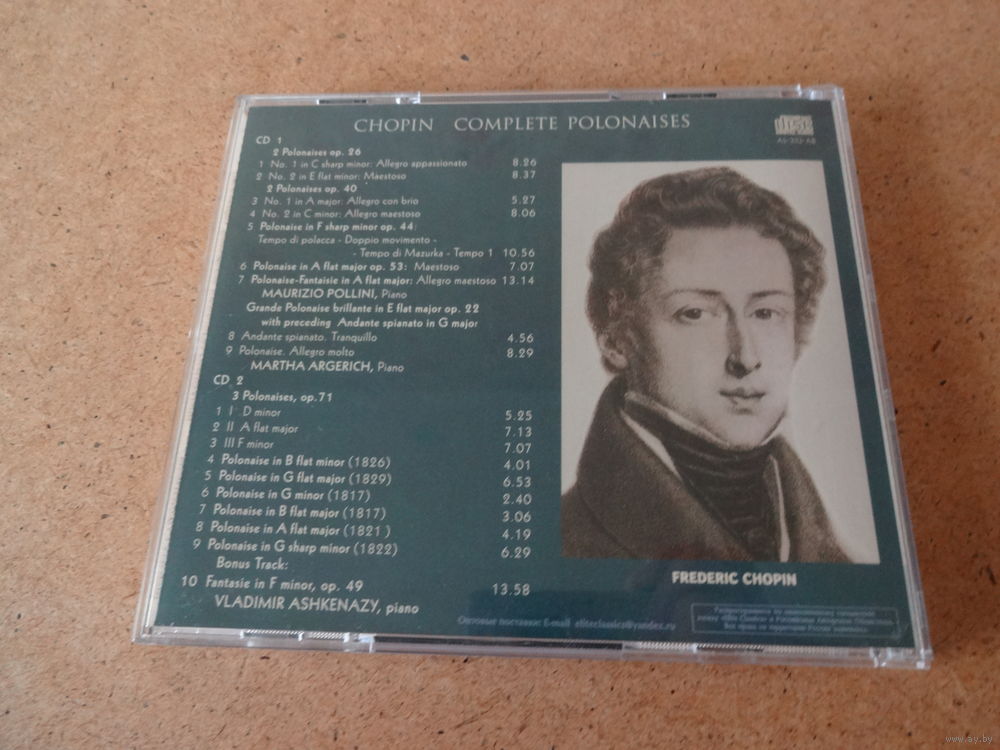 CHOPIN COMPLETE POLONAISES
CD 1
2 Polonaises op. 26
1 No. 1 in C sharp minor: Allegro appassionato 8.26
2 No. 2 in E flat minor: Maestoso 8.37
2 Polonaises op. 40
3 No. 1 in A major: Allegro con brio 5.27
4 No. 2 in C minor: Allegro maestoso 8.06
5 Polonaise in F sharp minor op. 44:
Tempo di polacca - Doppio movimento -
- Tempo di Mazurka - Tempo 1 10.56
6 Polonaise in A flat major op. 53: Maestoso 7.07
7 Polonaise-Fantaisie in A flat major: Allegro maestoso 13.14
MAURIZIO POLLINI, Piano
Grande Polonaise brillante in E flat major op. 22
with preceding Andante spianato in G major
8 Andante spianato. Tranquillo 4.56
9 Polonaise. Allegro molto 8.29
MARTHA ARGERICH, Piano
CD 2
3 Polonaises, op.71
1 I D minor 5.25
2 II A flat major 7.13
3 III F minor 7.07
4 Polonaise in B flat minor (1826) 4.01
5 Polonaise in G flat major (1829) 6.53
6 Polonaise in G minor (1817) 2.40
7 Polonaise in B flat major (1817) 3.06
8 Polonaise in A flat major (1821 ) 4.19
9 Polonaise in G sharp minor (1822) 6.29
Bonus Track:
10 Fantasie in F minor, op. 49 13.58
VLADIMIR ASHKENAZY, piano
disc
FREDERIC CHOPIN
Оптовые поставки: E-mail eliteclassics@yandex.ru
www.ay.by